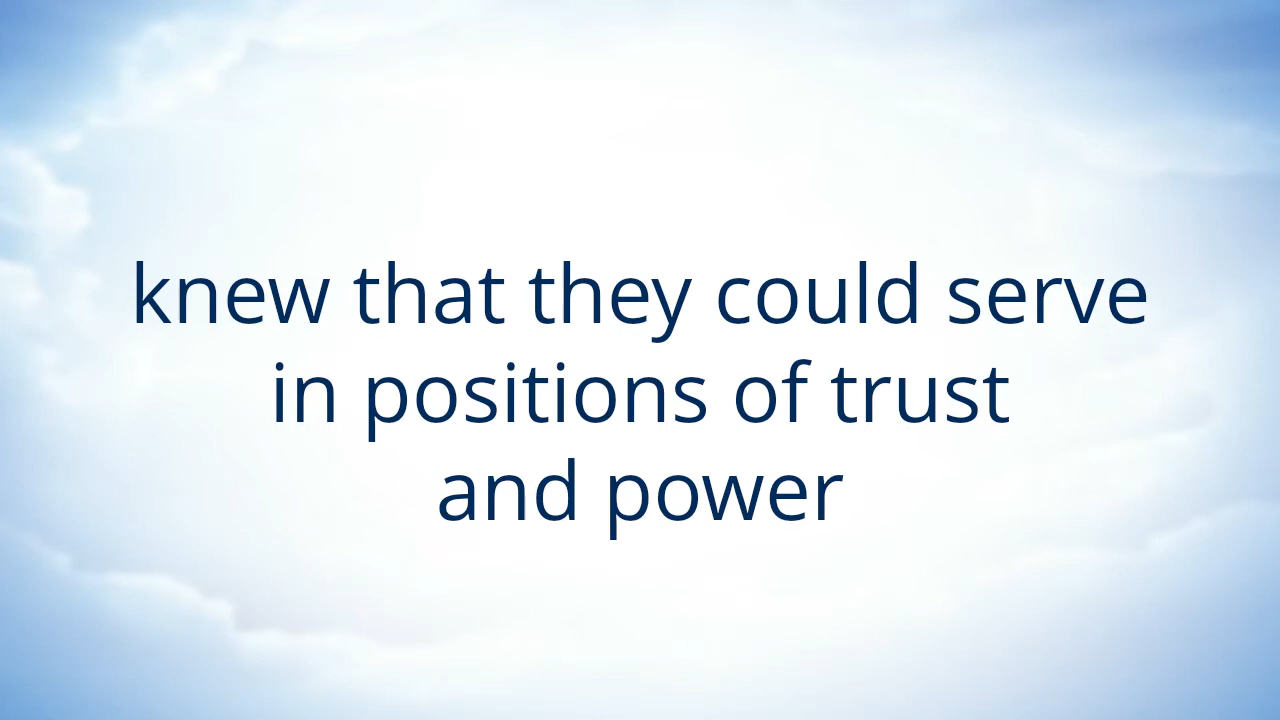 knew that they could serve
in positions of trust
and power